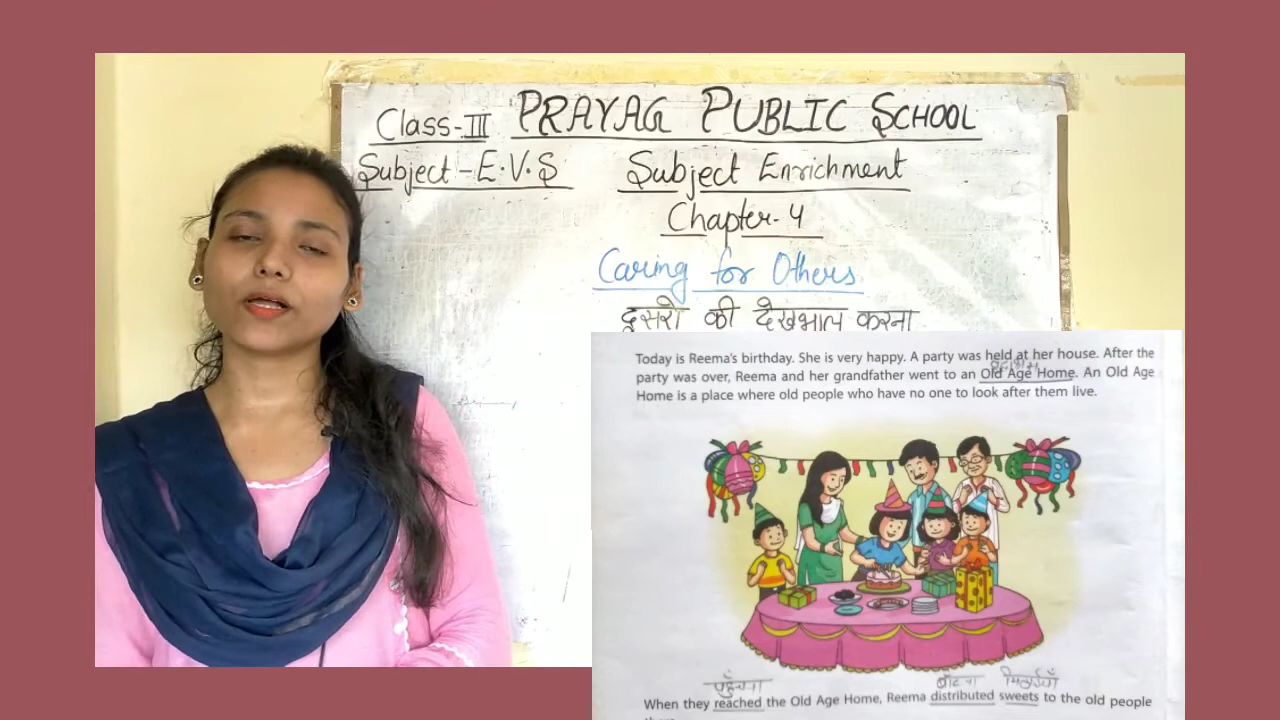 Class-III PRAYAG PUBLIC SCHOOL
Subject-E.V.S Subject Enrichment
Chapter-4
Caring for Others
दूसरो की देखभाल करना
Today is Reema's birthday. She is very happy. A party was held at her house. After the
party was over, Reema and her grandfather went to an Old Age Home. An Old Age
Home is a place where old people who have no one to look after them live.
पहुँचना बाँटना मिठाईयाँ
When they reached the Old Age Home, Reema distributed sweets to the old people